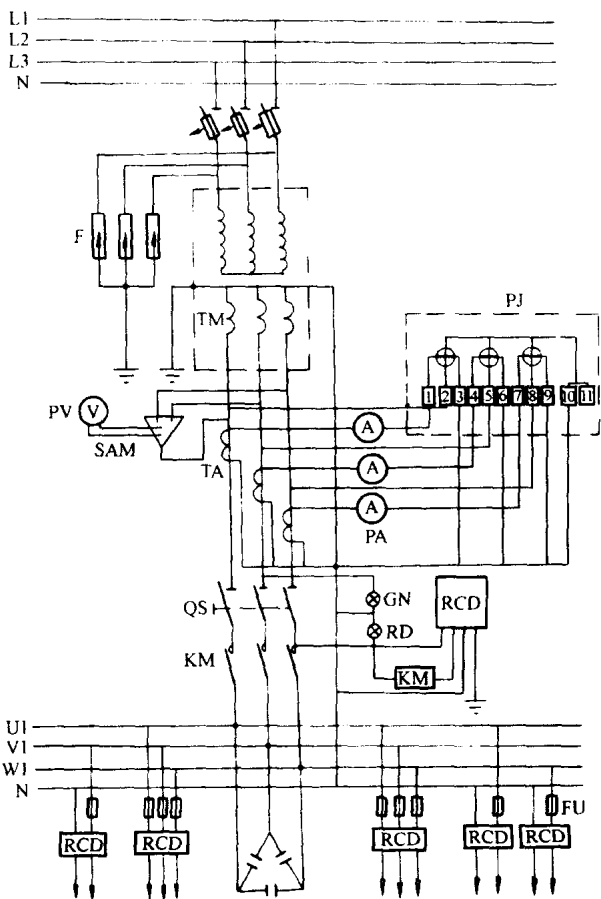 L1
L2
L3
N
F
TM
PJ
1 2 3 4 5 6 7 8 9 10 11
PV V
SAM
TA
A
A
A
PA
QS
GN
RD
RCD
KM
KM
U1
V1
W1
N
FU
RCD RCD RCD RCD RCD